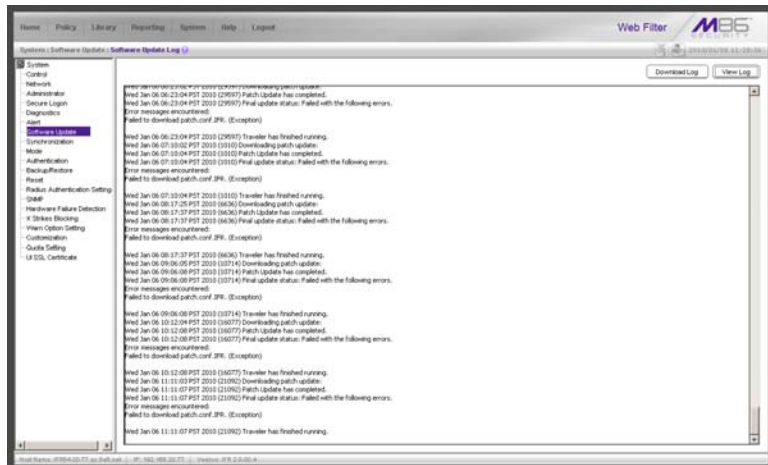 Home Policy Library Reporting System Help Logout
Web Filter
M86
SECURITY
System : Software Update : Software Update Log
2010/01/06 11:28:36
System
Control
Network
Administrator
Secure Logon
Diagnostics
Alert
Software Update
Synchronization
Mode
Authentication
Backup/Restore
Reset
Radius Authentication Setting
SNMP
Hardware Failure Detection
X Strikes Blocking
Warn Option Setting
Customization
Quota Setting
UI SSL Certificate
Download Log View Log
Wed Jan 06 06:23:04 PST 2010 (29597) Patch Update has completed.
Wed Jan 06 06:23:04 PST 2010 (29597) Final update status: Failed with the following errors.
Error messages encountered:
Failed to download patch.conf.IFR. (Exception)
Wed Jan 06 06:23:04 PST 2010 (29597) Traveler has finished running.
Wed Jan 06 07:10:02 PST 2010 (1010) Downloading patch update:
Wed Jan 06 07:10:04 PST 2010 (1010) Patch Update has completed.
Wed Jan 06 07:10:04 PST 2010 (1010) Final update status: Failed with the following errors.
Error messages encountered:
Failed to download patch.conf.IFR. (Exception)
Wed Jan 06 07:10:04 PST 2010 (1010) Traveler has finished running.
Wed Jan 06 08:17:25 PST 2010 (6636) Downloading patch update:
Wed Jan 06 08:17:37 PST 2010 (6636) Patch Update has completed.
Wed Jan 06 08:17:37 PST 2010 (6636) Final update status: Failed with the following errors.
Error messages encountered:
Failed to download patch.conf.IFR. (Exception)
Wed Jan 06 08:17:37 PST 2010 (6636) Traveler has finished running.
Wed Jan 06 09:06:05 PST 2010 (10714) Downloading patch update:
Wed Jan 06 09:06:08 PST 2010 (10714) Patch Update has completed.
Wed Jan 06 09:06:08 PST 2010 (10714) Final update status: Failed with the following errors.
Error messages encountered:
Failed to download patch.conf.IFR. (Exception)
Wed Jan 06 09:06:08 PST 2010 (10714) Traveler has finished running.
Wed Jan 06 10:12:04 PST 2010 (16077) Downloading patch update:
Wed Jan 06 10:12:08 PST 2010 (16077) Patch Update has completed.
Wed Jan 06 10:12:08 PST 2010 (16077) Final update status: Failed with the following errors.
Error messages encountered:
Failed to download patch.conf.IFR. (Exception)
Wed Jan 06 10:12:08 PST 2010 (16077) Traveler has finished running.
Wed Jan 06 11:11:03 PST 2010 (21092) Downloading patch update:
Wed Jan 06 11:11:07 PST 2010 (21092) Patch Update has completed.
Wed Jan 06 11:11:07 PST 2010 (21092) Final update status: Failed with the following errors.
Error messages encountered:
Failed to download patch.conf.IFR. (Exception)
Wed Jan 06 11:11:07 PST 2010 (21092) Traveler has finished running.